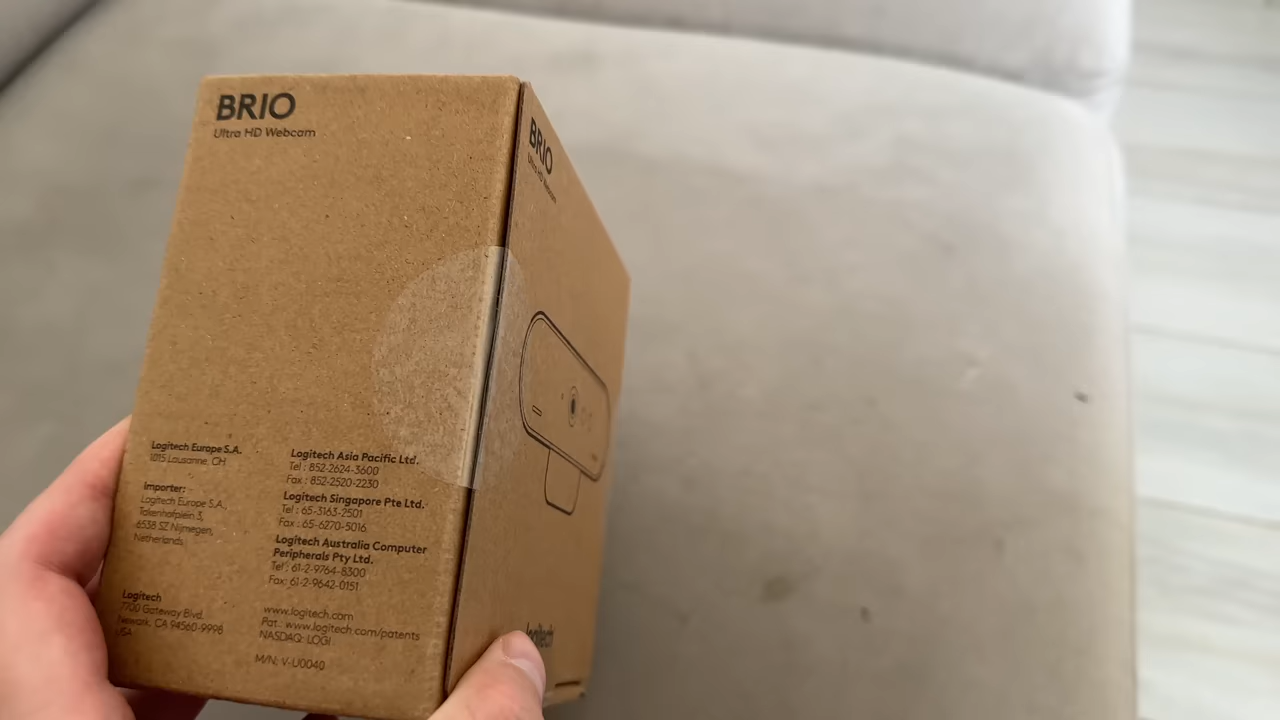 BRIO
Ultra HD Webcam
BRIO
Ultra HD Webcam
Logitech Europe S.A.
1015 Lausanne, CH
Importer:
Logitech Europe S.A.,
Takenhofplein 3,
6538 SZ Nijmegen,
Netherlands
Logitech
7700 Gateway Blvd.
Newark, CA 94560-9998
USA
Logitech Asia Pacific Ltd.
Tel : 852-2624-3600
Fax : 852-2520-2230
Logitech Singapore Pte Ltd.
Tel : 65-3163-2501
Fax : 65-6270-5016
Logitech Australia Computer
Peripherals Pty Ltd.
Tel : 61-2-9764-8300
Fax: 61-2-9642-0151
www.logitech.com
Pat.: www.logitech.com/patents
NASDAQ: LOGI
M/N: V-U0040
logitech